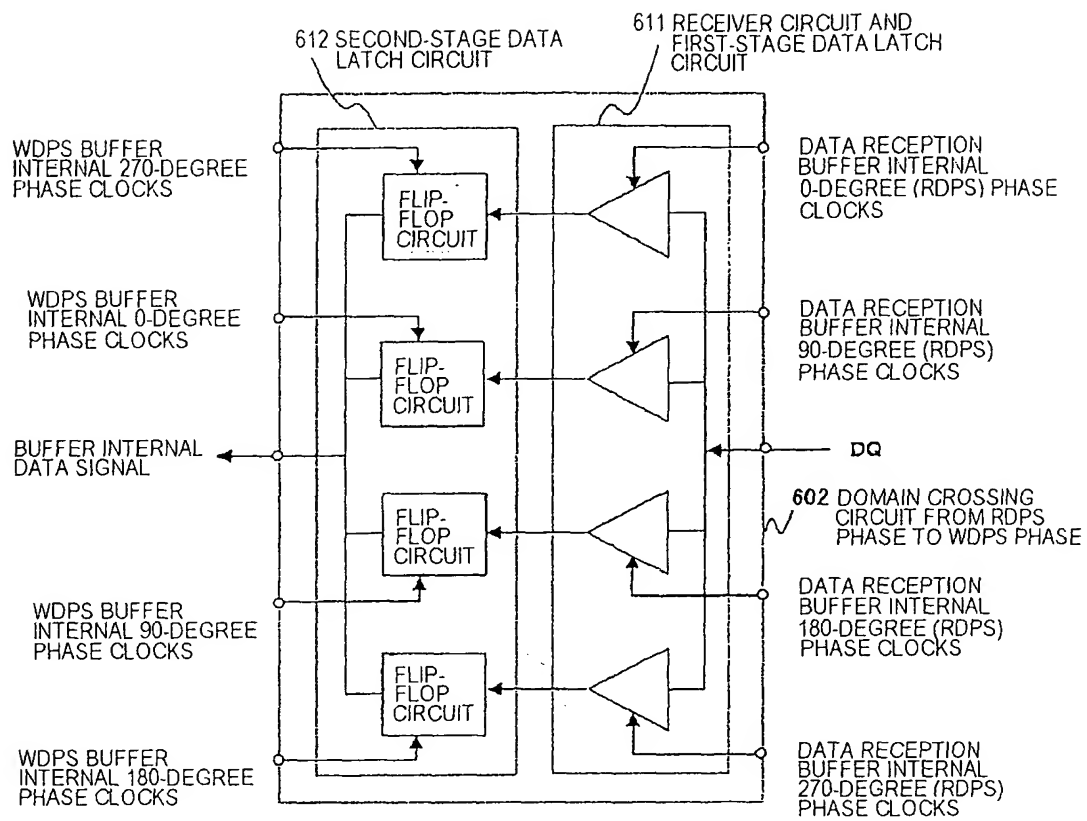 612 SECOND-STAGE DATA
LATCH CIRCUIT
611 RECEIVER CIRCUIT AND
FIRST-STAGE DATA LATCH
CIRCUIT
WDPS BUFFER
INTERNAL 270-DEGREE
PHASE CLOCKS
FLIP-
FLOP
CIRCUIT
DATA RECEPTION
BUFFER INTERNAL
0-DEGREE (RDPS) PHASE
CLOCKS
WDPS BUFFER
INTERNAL 0-DEGREE
PHASE CLOCKS
FLIP-
FLOP
CIRCUIT
DATA RECEPTION
BUFFER INTERNAL
90-DEGREE (RDPS)
PHASE CLOCKS
BUFFER INTERNAL
DATA SIGNAL
DQ
602 DOMAIN CROSSING
CIRCUIT FROM RDPS
PHASE TO WDPS PHASE
FLIP-
FLOP
CIRCUIT
WDPS BUFFER
INTERNAL 90-DEGREE
PHASE CLOCKS
DATA RECEPTION
BUFFER INTERNAL
180-DEGREE (RDPS)
PHASE CLOCKS
FLIP-
FLOP
CIRCUIT
WDPS BUFFER
INTERNAL 180-DEGREE
PHASE CLOCKS
DATA RECEPTION
BUFFER INTERNAL
270-DEGREE (RDPS)
PHASE CLOCKS